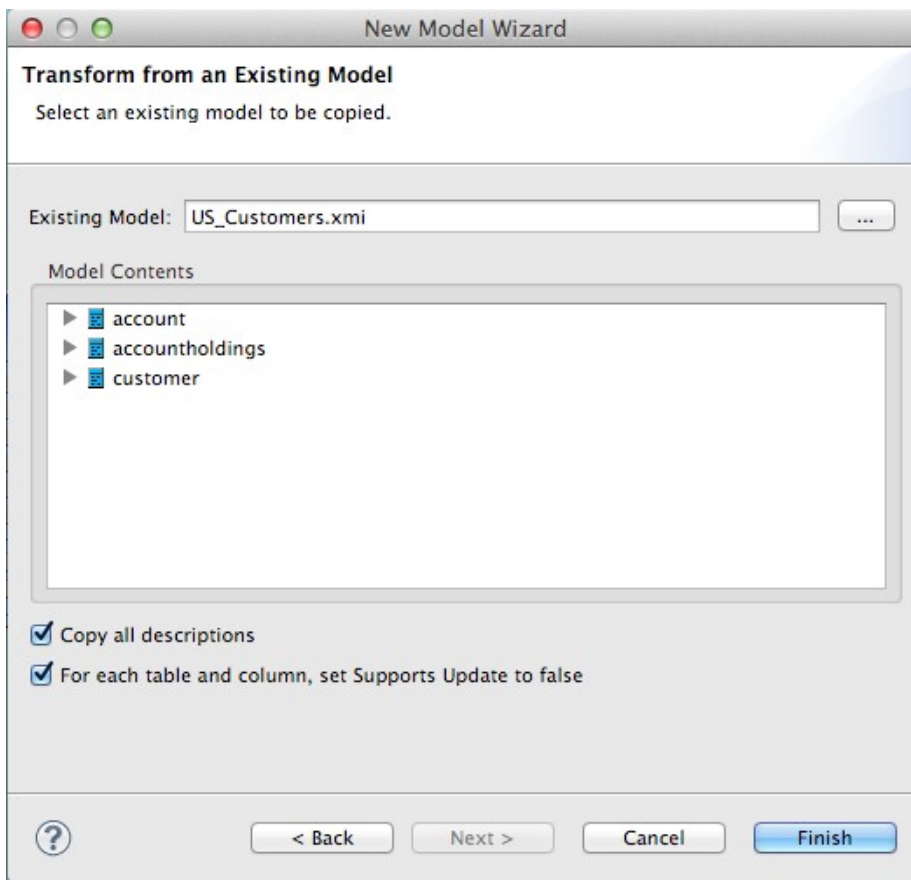 New Model Wizard
Transform from an Existing Model
Select an existing model to be copied.
Existing Model: US_Customers.xmi ...
Model Contents
account
accountholdings
customer
Copy all descriptions
For each table and column, set Supports Update to false
? < Back Next > Cancel Finish